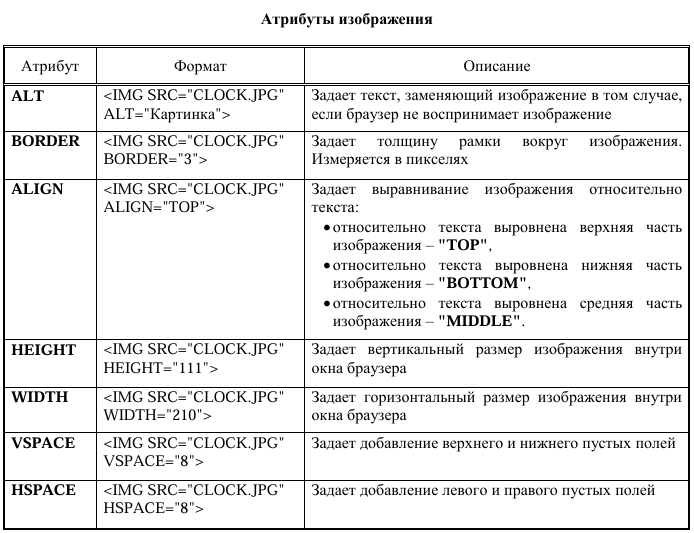 Атрибуты изображения
Атрибут Формат Описание
ALT <IMG SRC="CLOCK.JPG" Задает текст, заменяющий изображение в том случае,
ALT="Картинка"> если браузер не воспринимает изображение
BORDER <IMG SRC="CLOCK.JPG" Задает толщину рамки вокруг изображения.
BORDER="3"> Измеряется в пикселях
ALIGN <IMG SRC="CLOCK.JPG" Задает выравнивание изображения относительно
ALIGN="TOP"> текста:
•относительно текста выровнена верхняя часть
изображения – "TOP",
•относительно текста выровнена нижняя часть
изображения – "BOTTOM",
•относительно текста выровнена средняя часть
изображения – "MIDDLE".
HEIGHT <IMG SRC="CLOCK.JPG" Задает вертикальный размер изображения внутри
HEIGHT="111"> окна браузера
WIDTH <IMG SRC="CLOCK.JPG" Задает горизонтальный размер изображения внутри
WIDTH="210"> окна браузера
VSPACE <IMG SRC="CLOCK.JPG" Задает добавление верхнего и нижнего пустых полей
VSPACE="8">
HSPACE <IMG SRC="CLOCK.JPG" Задает добавление левого и правого пустых полей
HSPACE="8">